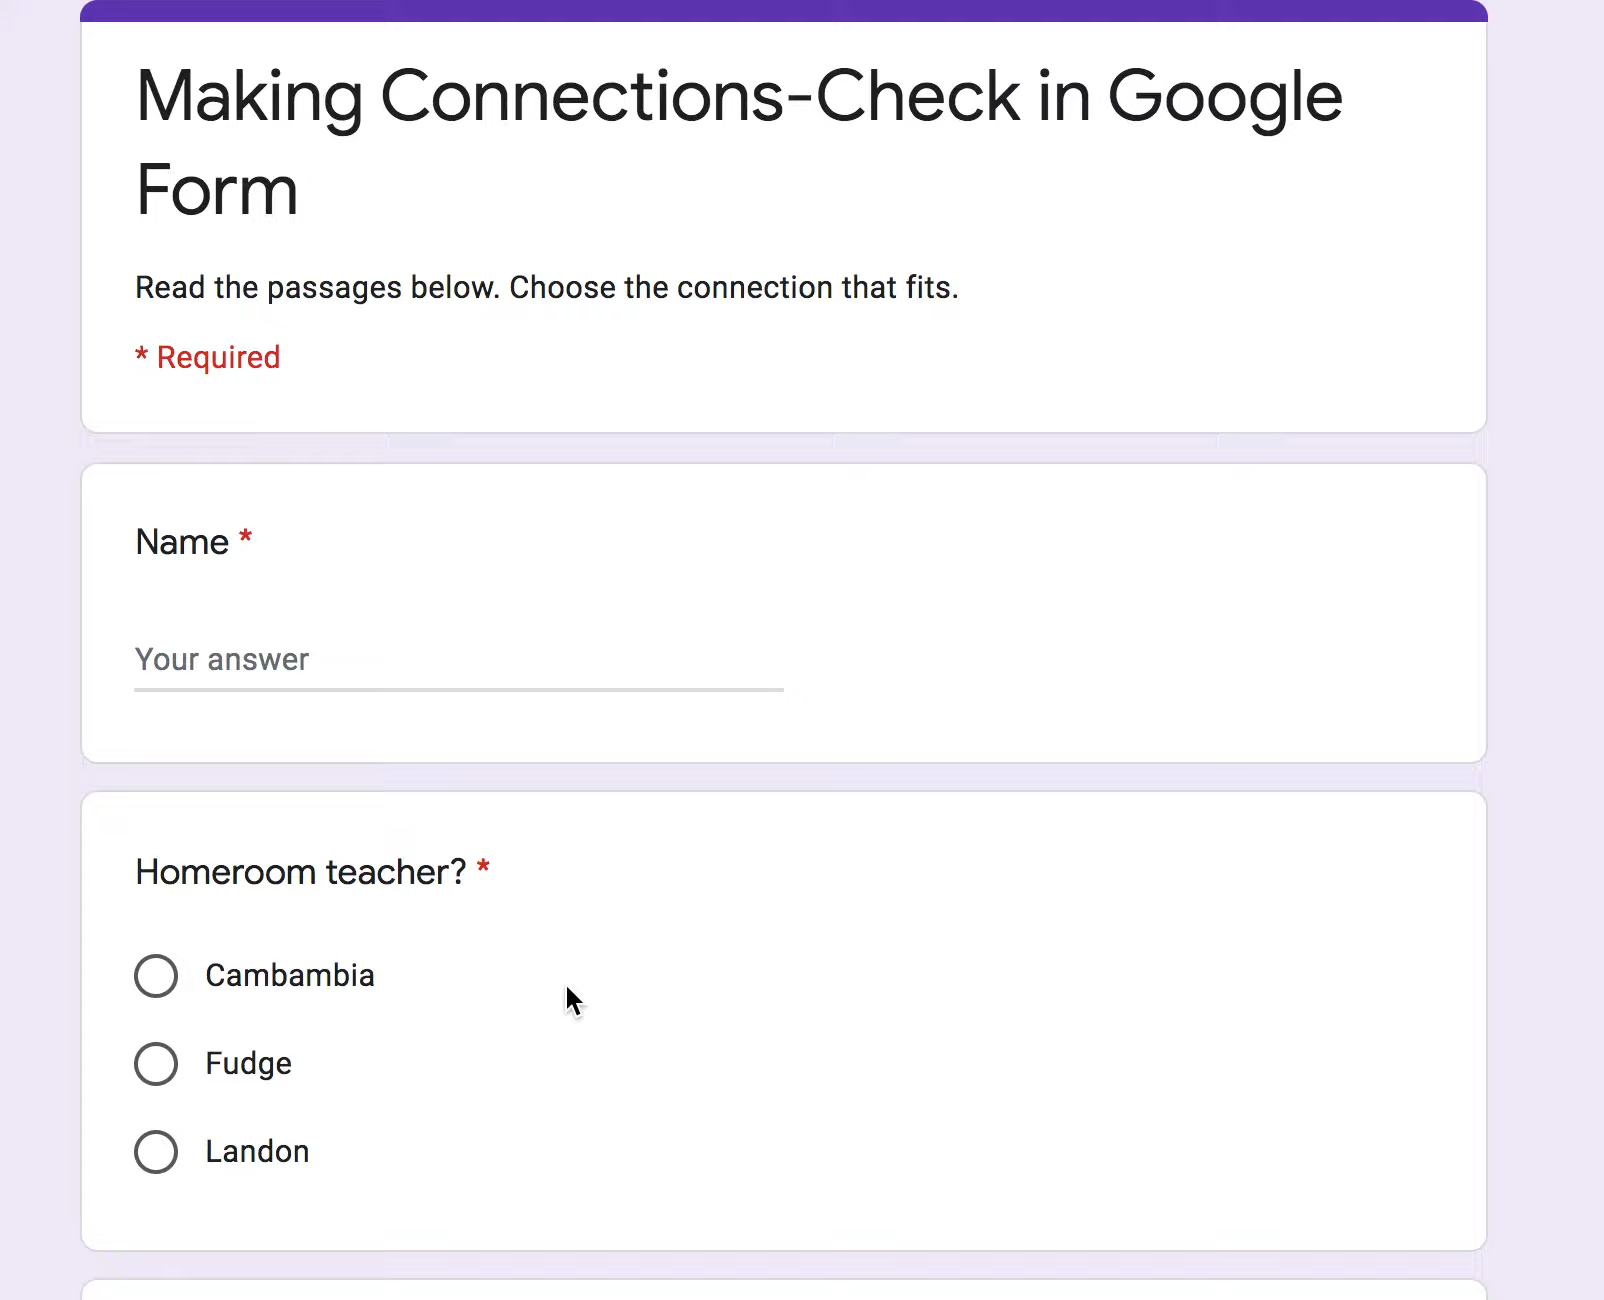 Making Connections-Check in Google
Form
Read the passages below. Choose the connection that fits.
* Required
Name *
Your answer
Homeroom teacher? *
Cambambia
Fudge
Landon